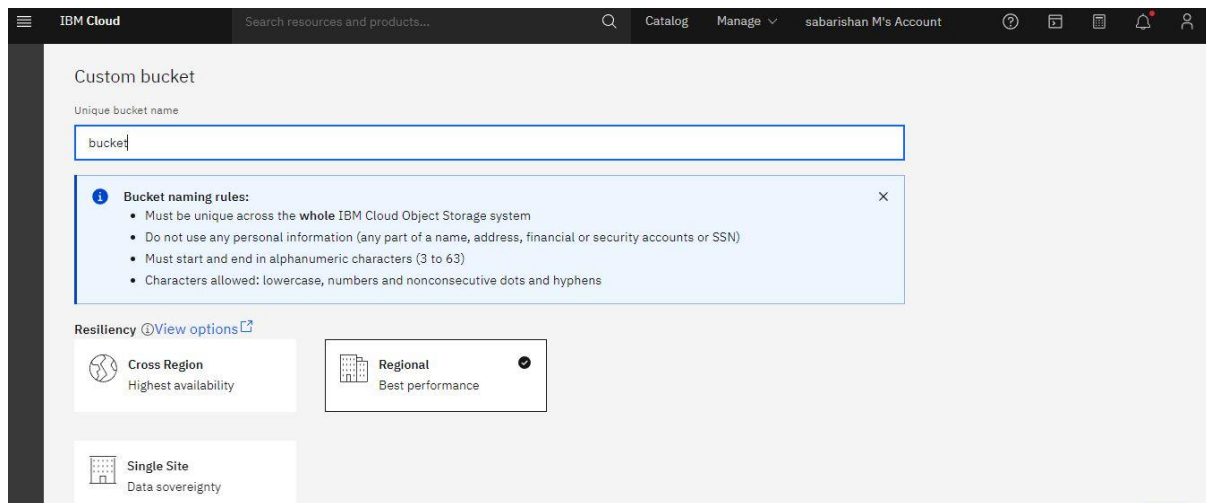 IBM Cloud Search resources and products... Catalog Manage sabarishan M's Account
Custom bucket
Unique bucket name
bucket
Bucket naming rules:
• Must be unique across the whole IBM Cloud Object Storage system
• Do not use any personal information (any part of a name, address, financial or security accounts or SSN)
• Must start and end in alphanumeric characters (3 to 63)
• Characters allowed: lowercase, numbers and nonconsecutive dots and hyphens
Resiliency View options
Cross Region
Highest availability
Regional
Best performance
Single Site
Data sovereignty